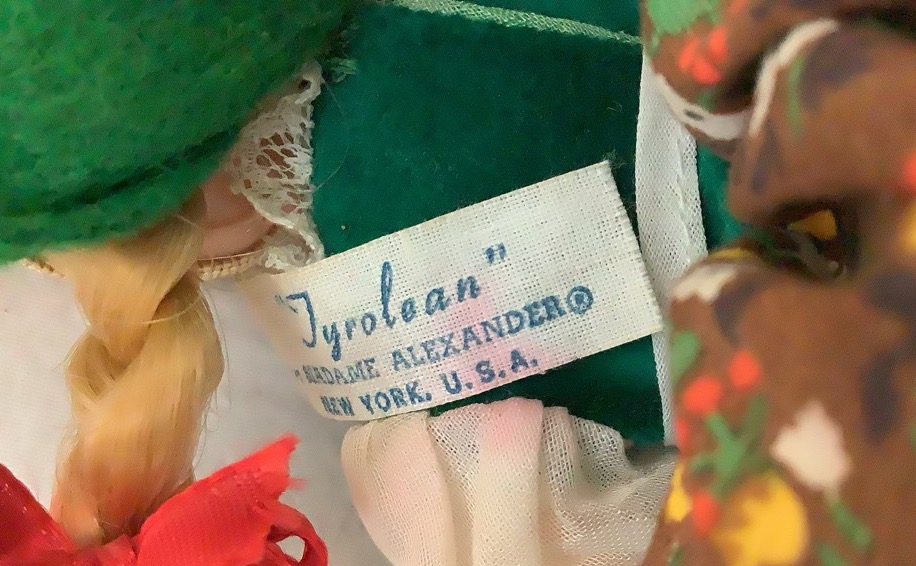 "Tyrolean"
MADAME ALEXANDER®
NEW YORK, U.S.A.